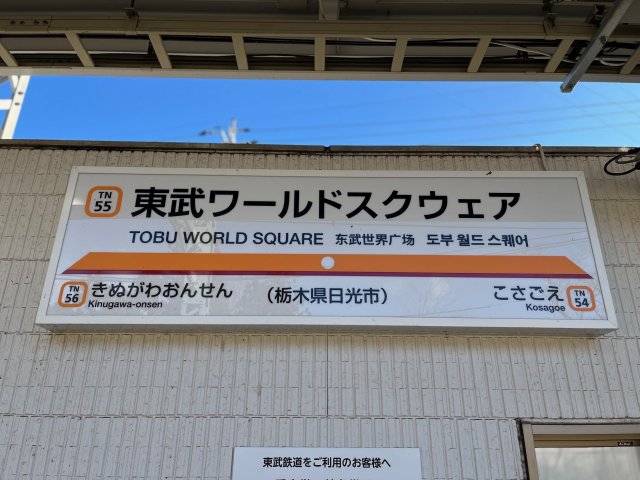 TN 55 東武ワールドスクウェア
TOBU WORLD SQUARE 东武世界广场 도부 월드 스퀘어
TN 56 きぬがわおんせん (栃木県日光市) こさごえ TN 54
Kinugawa-onsen Kosagoe
東武鉄道をご利用のお客様へ